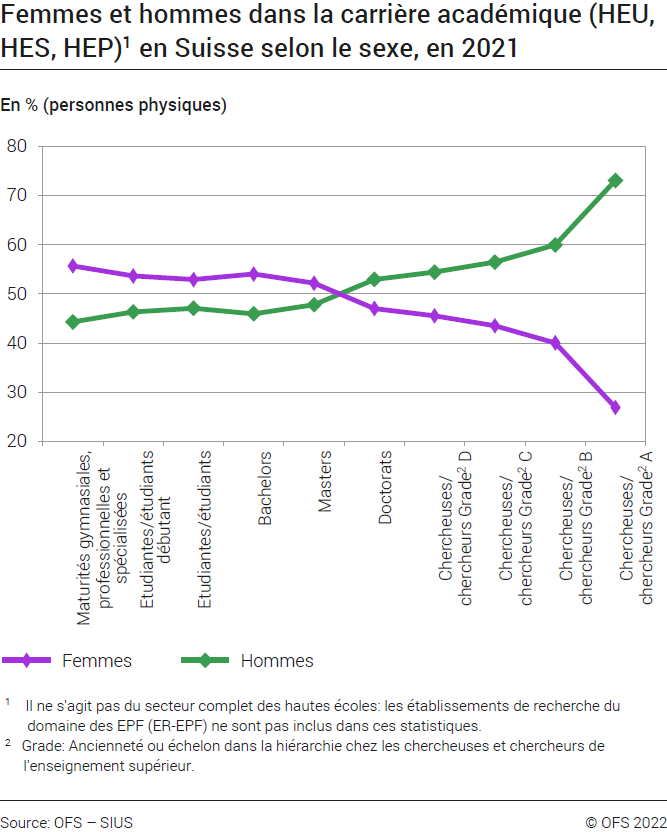 Femmes et hommes dans la carrière académique (HEU,
HES, HEP)¹ en Suisse selon le sexe, en 2021
En % (personnes physiques)
80
70
60
50
40
30
20
Maturités gymnasiales,
professionnelles et
spécialisées
Etudiantes/étudiants
débutant
Etudiantes/étudiants
Bachelors
Masters
Doctorats
Chercheuses/
chercheurs Grade² D
Chercheuses/
chercheurs Grade² C
Chercheuses/
chercheurs Grade² B
Chercheuses/
chercheurs Grade² A
Femmes
Hommes
¹ Il ne s'agit pas du secteur complet des hautes écoles: les établissements de recherche du
domaine des EPF (ER-EPF) ne sont pas inclus dans ces statistiques.
² Grade: Ancienneté ou échelon dans la hiérarchie chez les chercheuses et chercheurs de
l'enseignement supérieur.
Source: OFS – SIUS
© OFS 2022